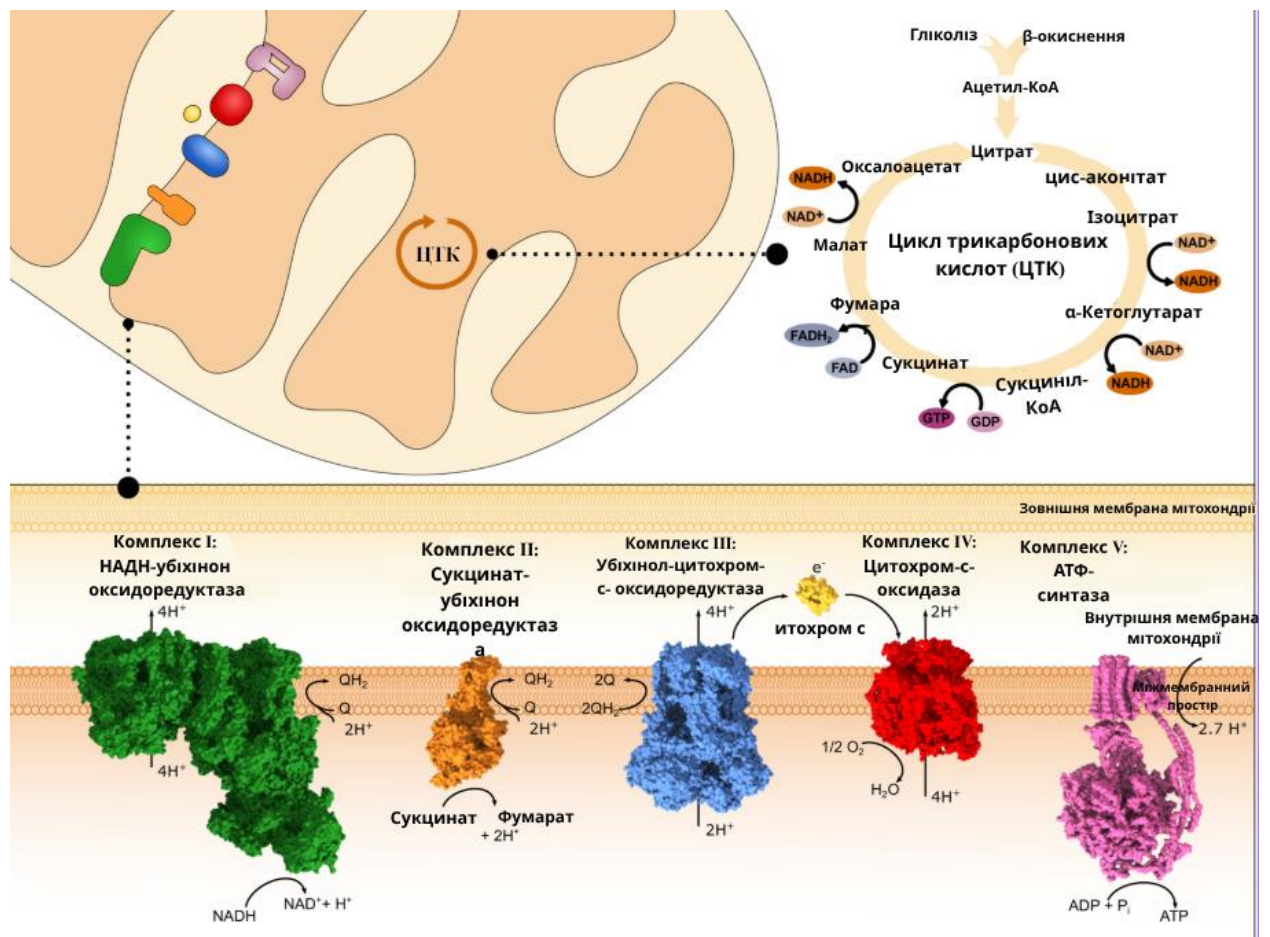 Гліколіз
β-окиснення
Ацетил-КоА
Цитрат
Оксалоацетат
цис-аконітат
NADH
NAD+
Ізоцитрат
Малат
Цикл трикарбонових
кислот (ЦТК)
NAD+
NADH
ЦТК
Фумара
т
α-Кетоглутарат
FADH₂
FAD
Сукцинат
NAD+
NADH
Сукциніл-
КоА
GTP
GDP
Зовнішня мембрана мітохондрії
Комплекс I:
НАДН-убіхінон
оксидоредуктаза
4H⁺
4H⁺
QH₂
Q
2H⁺
NADH
NAD⁺+ H⁺
Комплекс II:
Сукцинат-
убіхінон
оксидоредуктаз
а
QH₂
Q
2H⁺
Сукцинат
Фумарат
+ 2H⁺
Комплекс III:
Убіхінол-цитохром-
с- оксидоредуктаза
4H⁺
2Q
2QH₂
2H⁺
e⁻
итохром с
Комплекс IV:
Цитохром-с-
оксидаза
2H⁺
1/2 O₂
H₂O
4H⁺
Комплекс V:
АТФ-
синтаза
Внутрішня мембрана
мітохондрії
Міжмембранний
простір
2.7 H⁺
ADP + Pᵢ
ATP